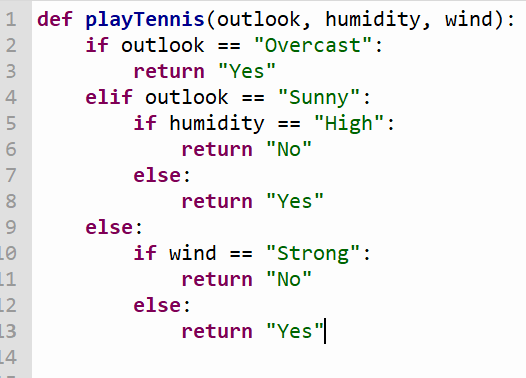 1 def playTennis(outlook, humidity, wind):
2     if outlook == "Overcast":
3         return "Yes"
4     elif outlook == "Sunny":
5         if humidity == "High":
6             return "No"
7         else:
8             return "Yes"
9     else:
10         if wind == "Strong":
11             return "No"
12         else:
13             return "Yes"
14